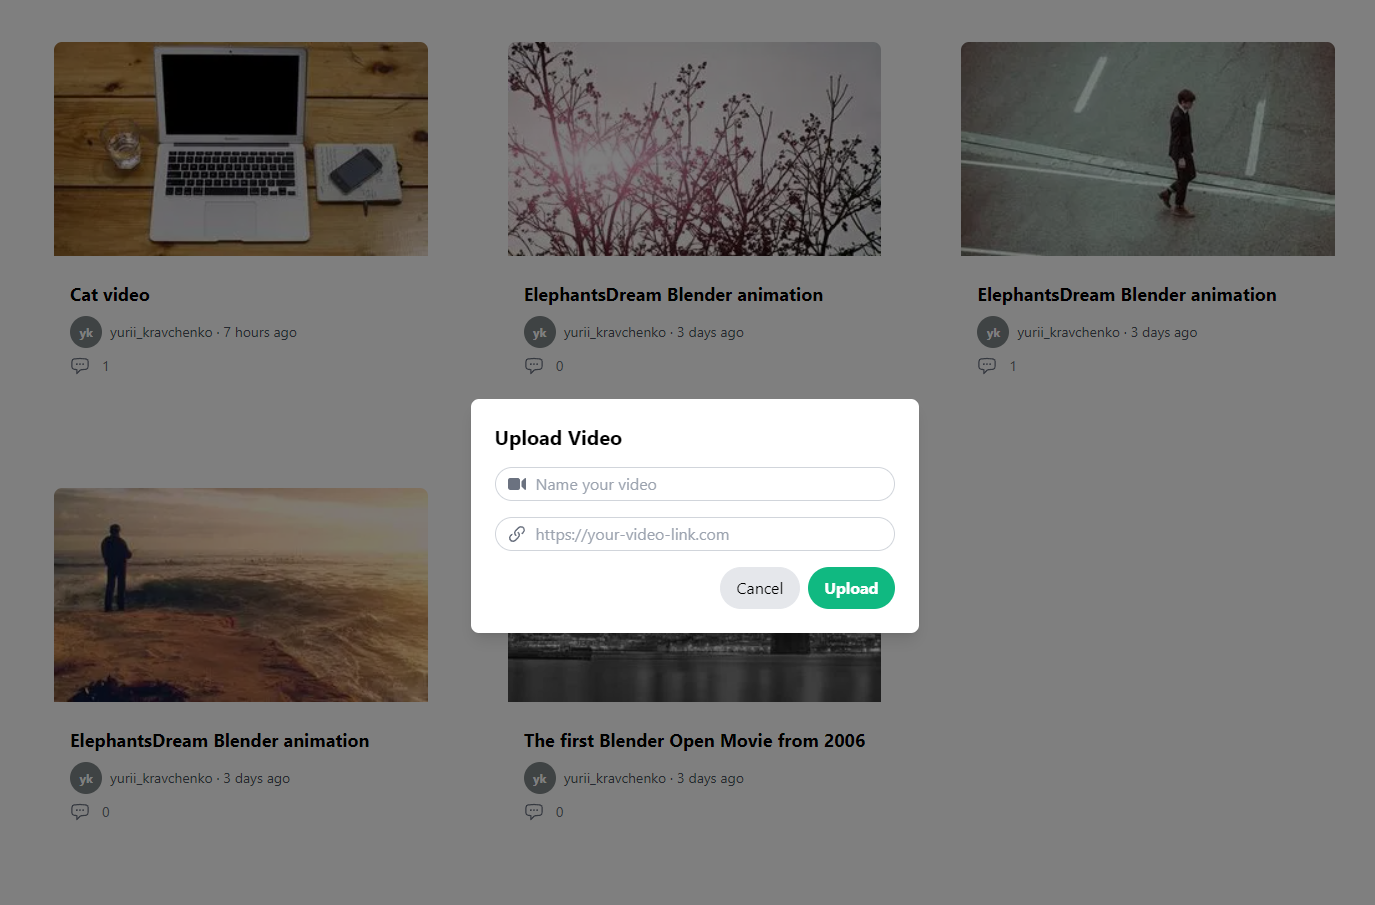 Cat video
yk yurii_kravchenko · 7 hours ago
1
ElephantsDream Blender animation
yk yurii_kravchenko · 3 days ago
0
ElephantsDream Blender animation
yk yurii_kravchenko · 3 days ago
1
Upload Video
Name your video
https://your-video-link.com
Cancel
Upload
ElephantsDream Blender animation
yk yurii_kravchenko · 3 days ago
0
The first Blender Open Movie from 2006
yk yurii_kravchenko · 3 days ago
0